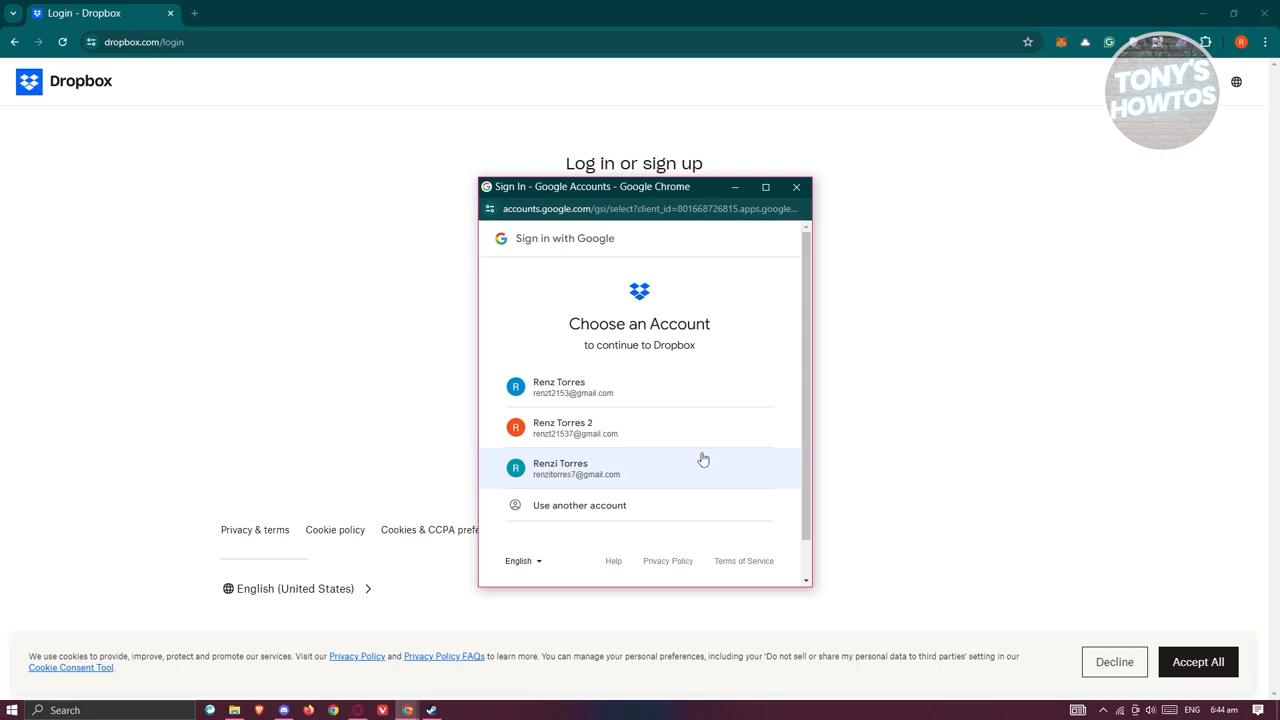 Login - Dropbox
dropbox.com/login
R
Dropbox
TONY'S
HOWTOS
Log in or sign up
Sign In - Google Accounts - Google Chrome
accounts.google.com/gsi/select?client_id=801668726815.apps.google...
Sign in with Google
Choose an Account
to continue to Dropbox
R
Renz Torres
renzt2153@gmail.com
R
Renz Torres 2
renzt21537@gmail.com
R
Renzi Torres
renzitorres7@gmail.com
Use another account
English
Help
Privacy Policy
Terms of Service
Privacy & terms
Cookie policy
Cookies & CCPA prefe
English (United States)
We use cookies to provide, improve, protect and promote our services. Visit our Privacy Policy and Privacy Policy FAQs to learn more. You can manage your personal preferences, including your 'Do not sell or share my personal data to third parties' setting in our
Cookie Consent Tool.
Decline
Accept All
Search
ENG
6:44 am